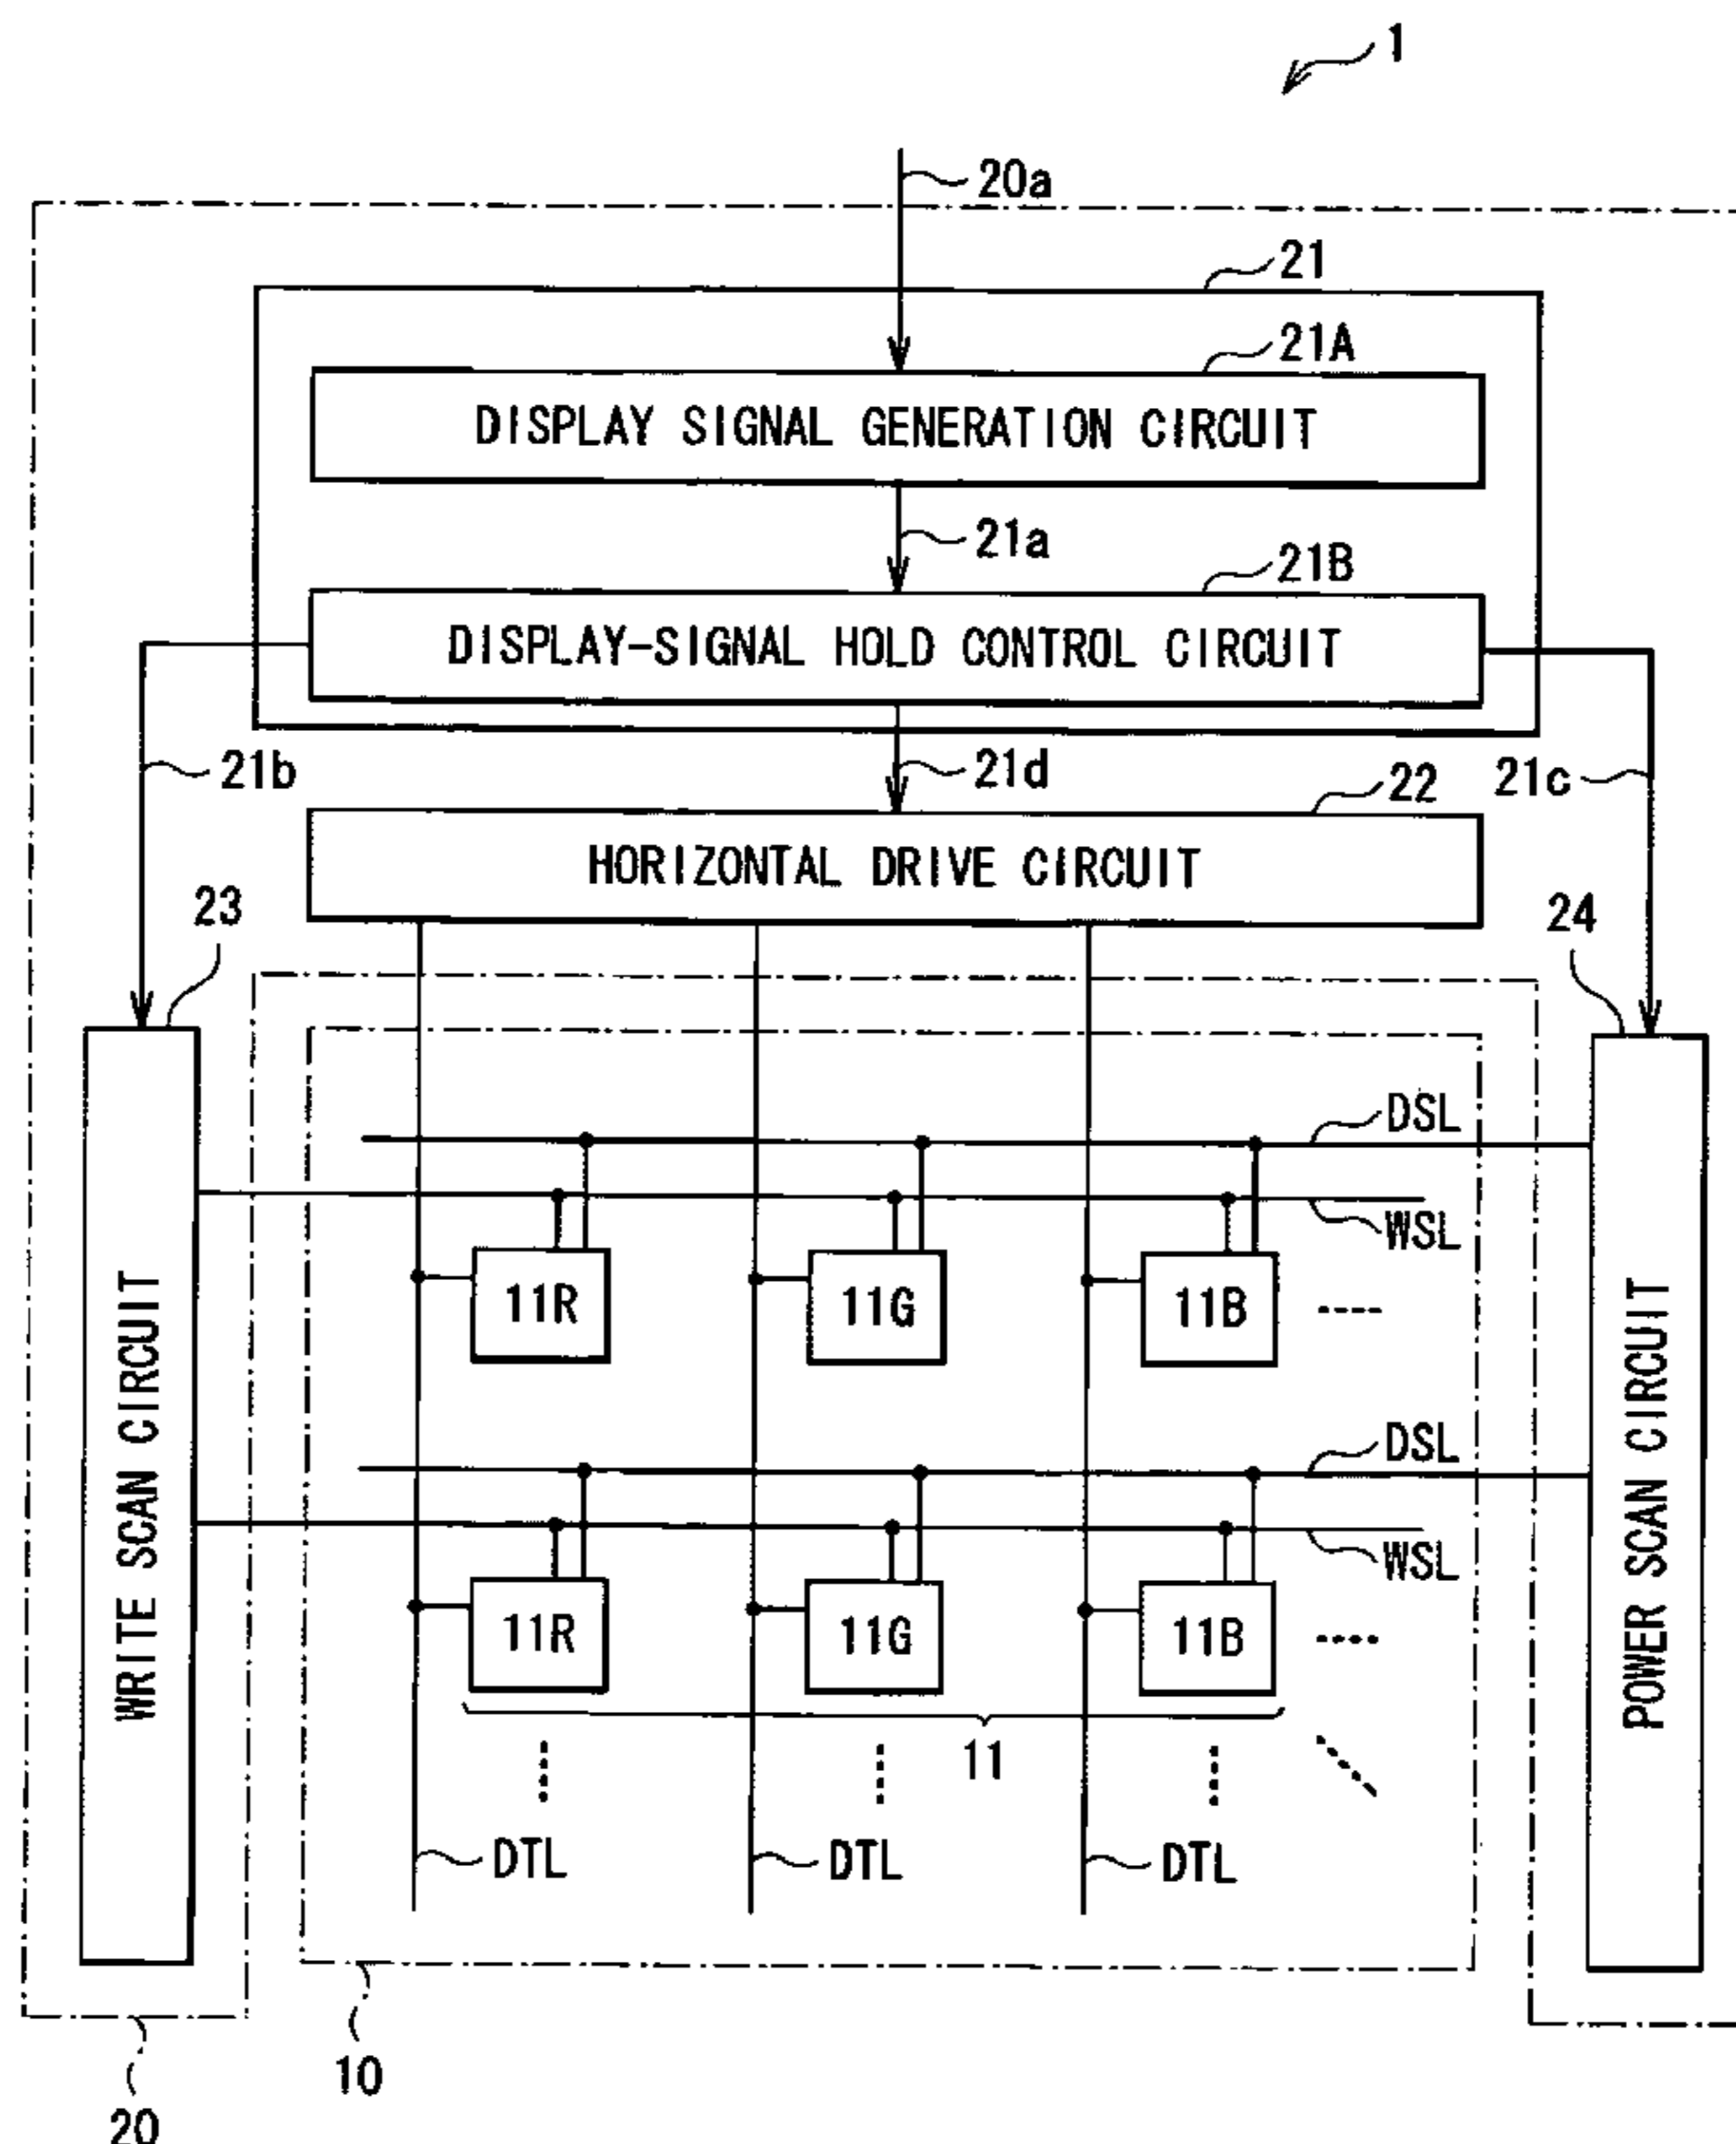 1
20a
21
21A
DISPLAY SIGNAL GENERATION CIRCUIT
21a
21B
DISPLAY-SIGNAL HOLD CONTROL CIRCUIT
21b
21d
21c
22
HORIZONTAL DRIVE CIRCUIT
23
24
DSL
WSL
11R 11G 11B
DSL
WSL
11R 11G 11B
11
DTL DTL DTL
WRITE SCAN CIRCUIT
POWER SCAN CIRCUIT
10
20